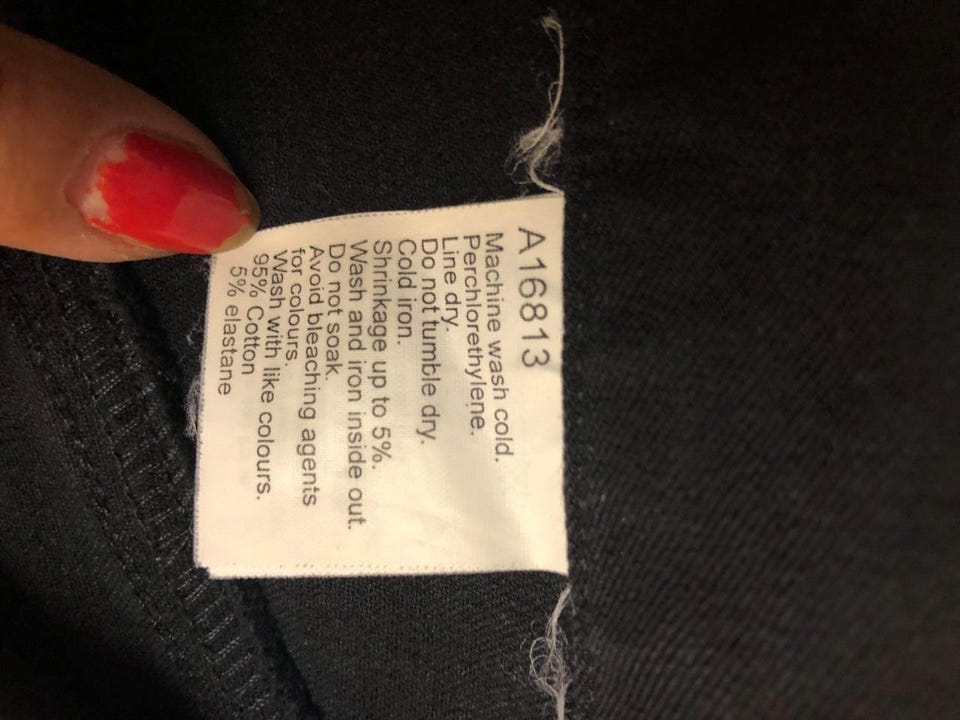 A16813
Machine wash cold.
Perchlorethylene.
Line dry.
Do not tumble dry.
Cold iron.
Shrinkage up to 5%.
Wash and iron inside out.
Do not soak.
Avoid bleaching agents
for colours.
Wash with like colours.
95% Cotton
5% elastane